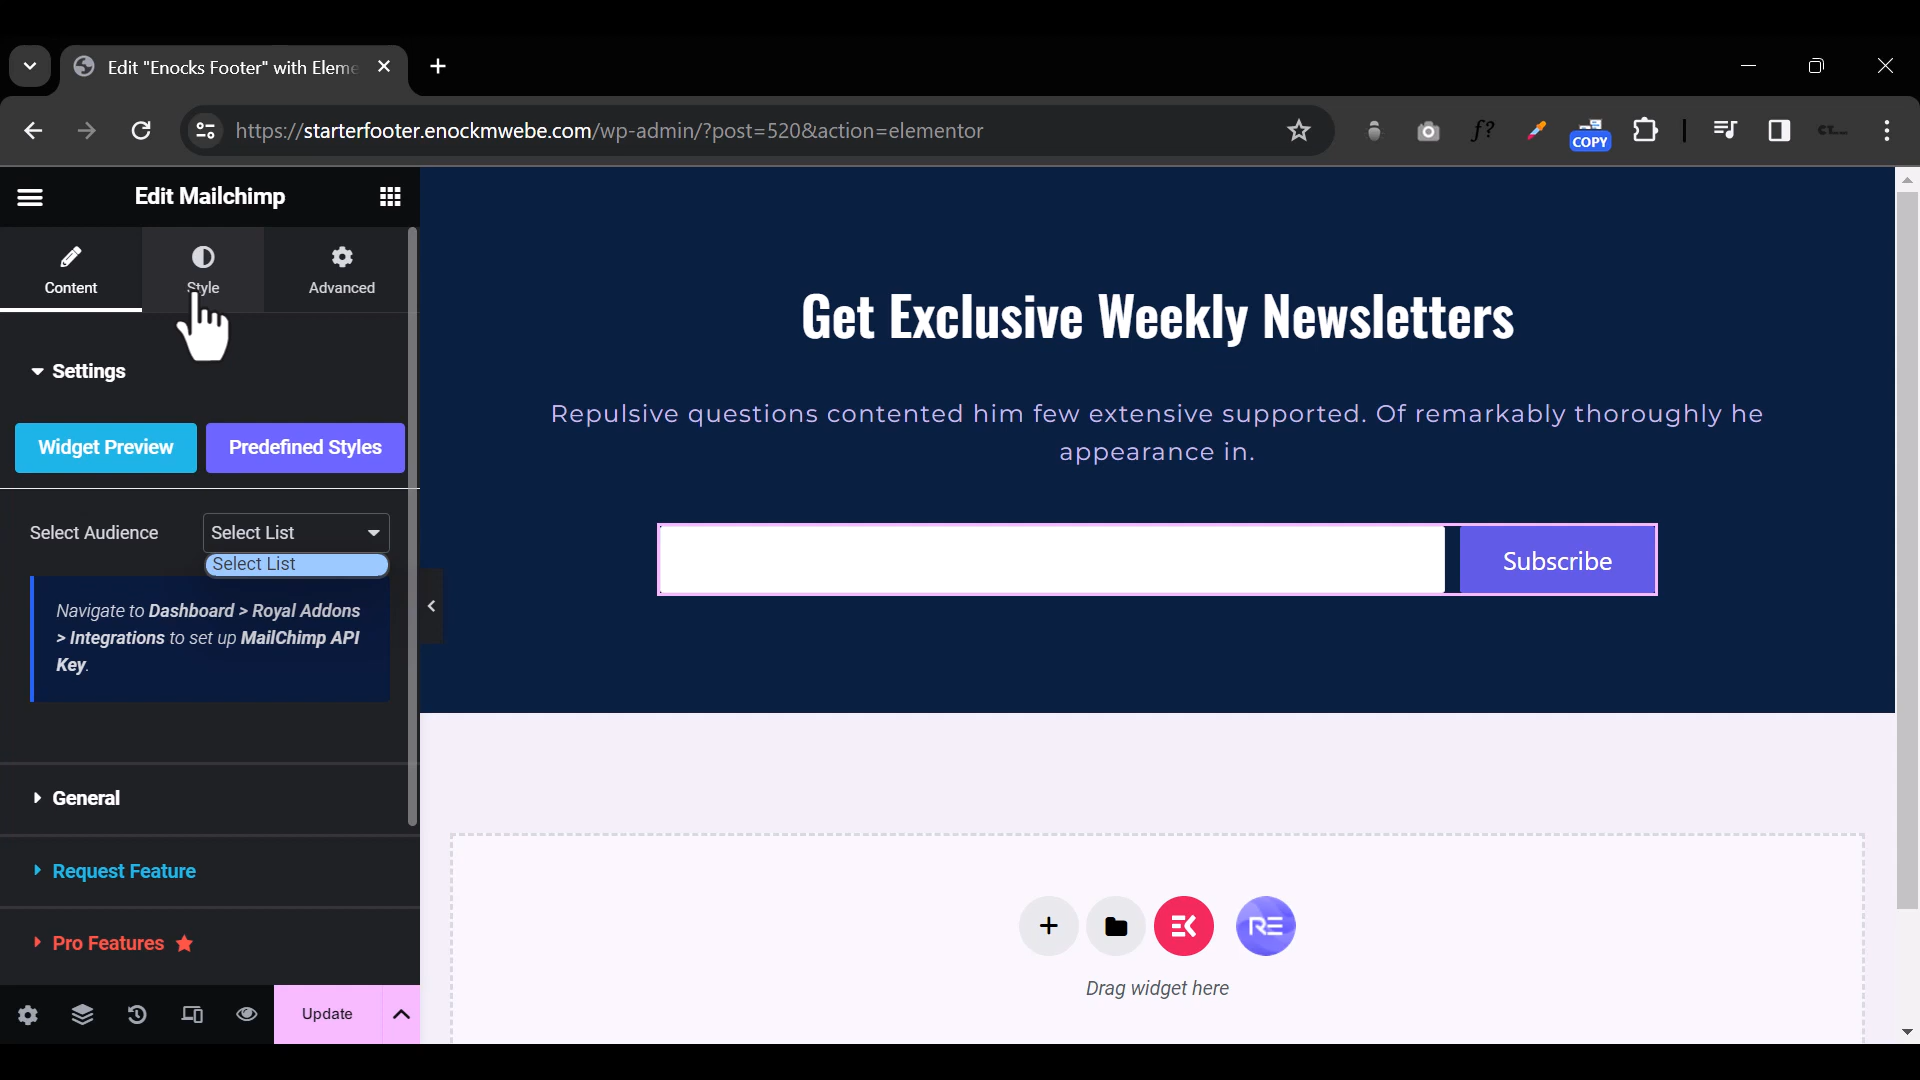 Edit "Enocks Footer" with Eleme
https://starterfooter.enockmwebe.com/wp-admin/?post=520&action=elementor
f?
COPY
Edit Mailchimp
Content
Style
Advanced
Settings
Widget Preview
Predefined Styles
Select Audience
Select List
Select List
Navigate to Dashboard > Royal Addons
> Integrations to set up MailChimp API
Key.
General
Request Feature
Pro Features
Update
Get Exclusive Weekly Newsletters
Repulsive questions contented him few extensive supported. Of remarkably thoroughly he
appearance in.
Subscribe
RE
Drag widget here